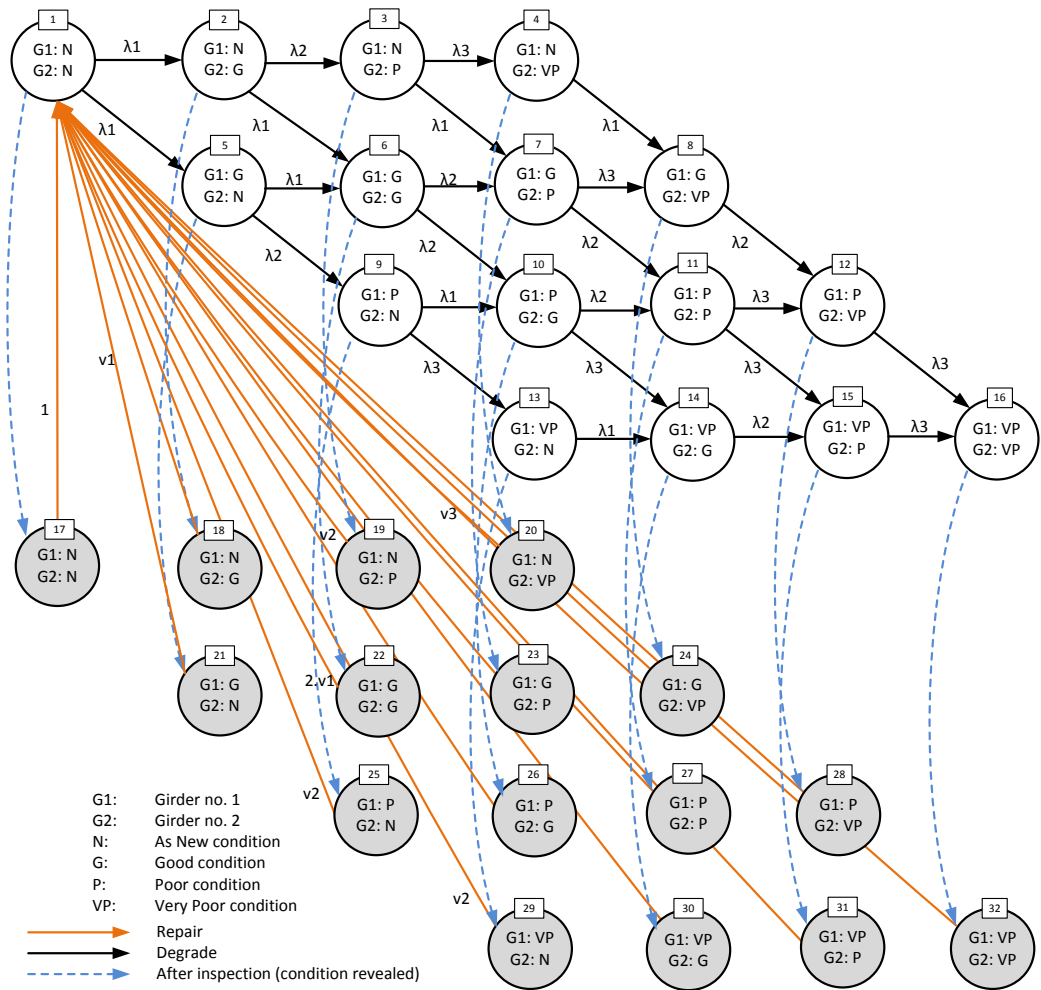 1
2
3
4
G1: N
G2: N
λ1
G1: N
G2: G
λ2
G1: N
G2: P
λ3
G1: N
G2: VP
λ1
λ1
λ1
λ1
5
6
7
8
G1: G
G2: N
λ1
G1: G
G2: G
λ2
G1: G
G2: P
λ3
G1: G
G2: VP
λ2
λ2
λ2
λ2
9
10
11
12
G1: P
G2: N
λ1
G1: P
G2: G
λ2
G1: P
G2: P
λ3
G1: P
G2: VP
v1
λ3
λ3
λ3
λ3
13
14
15
16
1
G1: VP
G2: N
λ1
G1: VP
G2: G
λ2
G1: VP
G2: P
λ3
G1: VP
G2: VP
17
18
19
20
v2
v3
G1: N
G2: N
G1: N
G2: G
G1: N
G2: P
G1: N
G2: VP
21
22
23
24
2.v1
G1: G
G2: N
G1: G
G2: G
G1: G
G2: P
G1: G
G2: VP
25
26
27
28
v2
G1: P
G2: N
G1: P
G2: G
G1: P
G2: P
G1: P
G2: VP
29
30
31
32
v2
G1: VP
G2: N
G1: VP
G2: G
G1: VP
G2: P
G1: VP
G2: VP
G1: Girder no. 1
G2: Girder no. 2
N: As New condition
G: Good condition
P: Poor condition
VP: Very Poor condition
Repair
Degrade
After inspection (condition revealed)